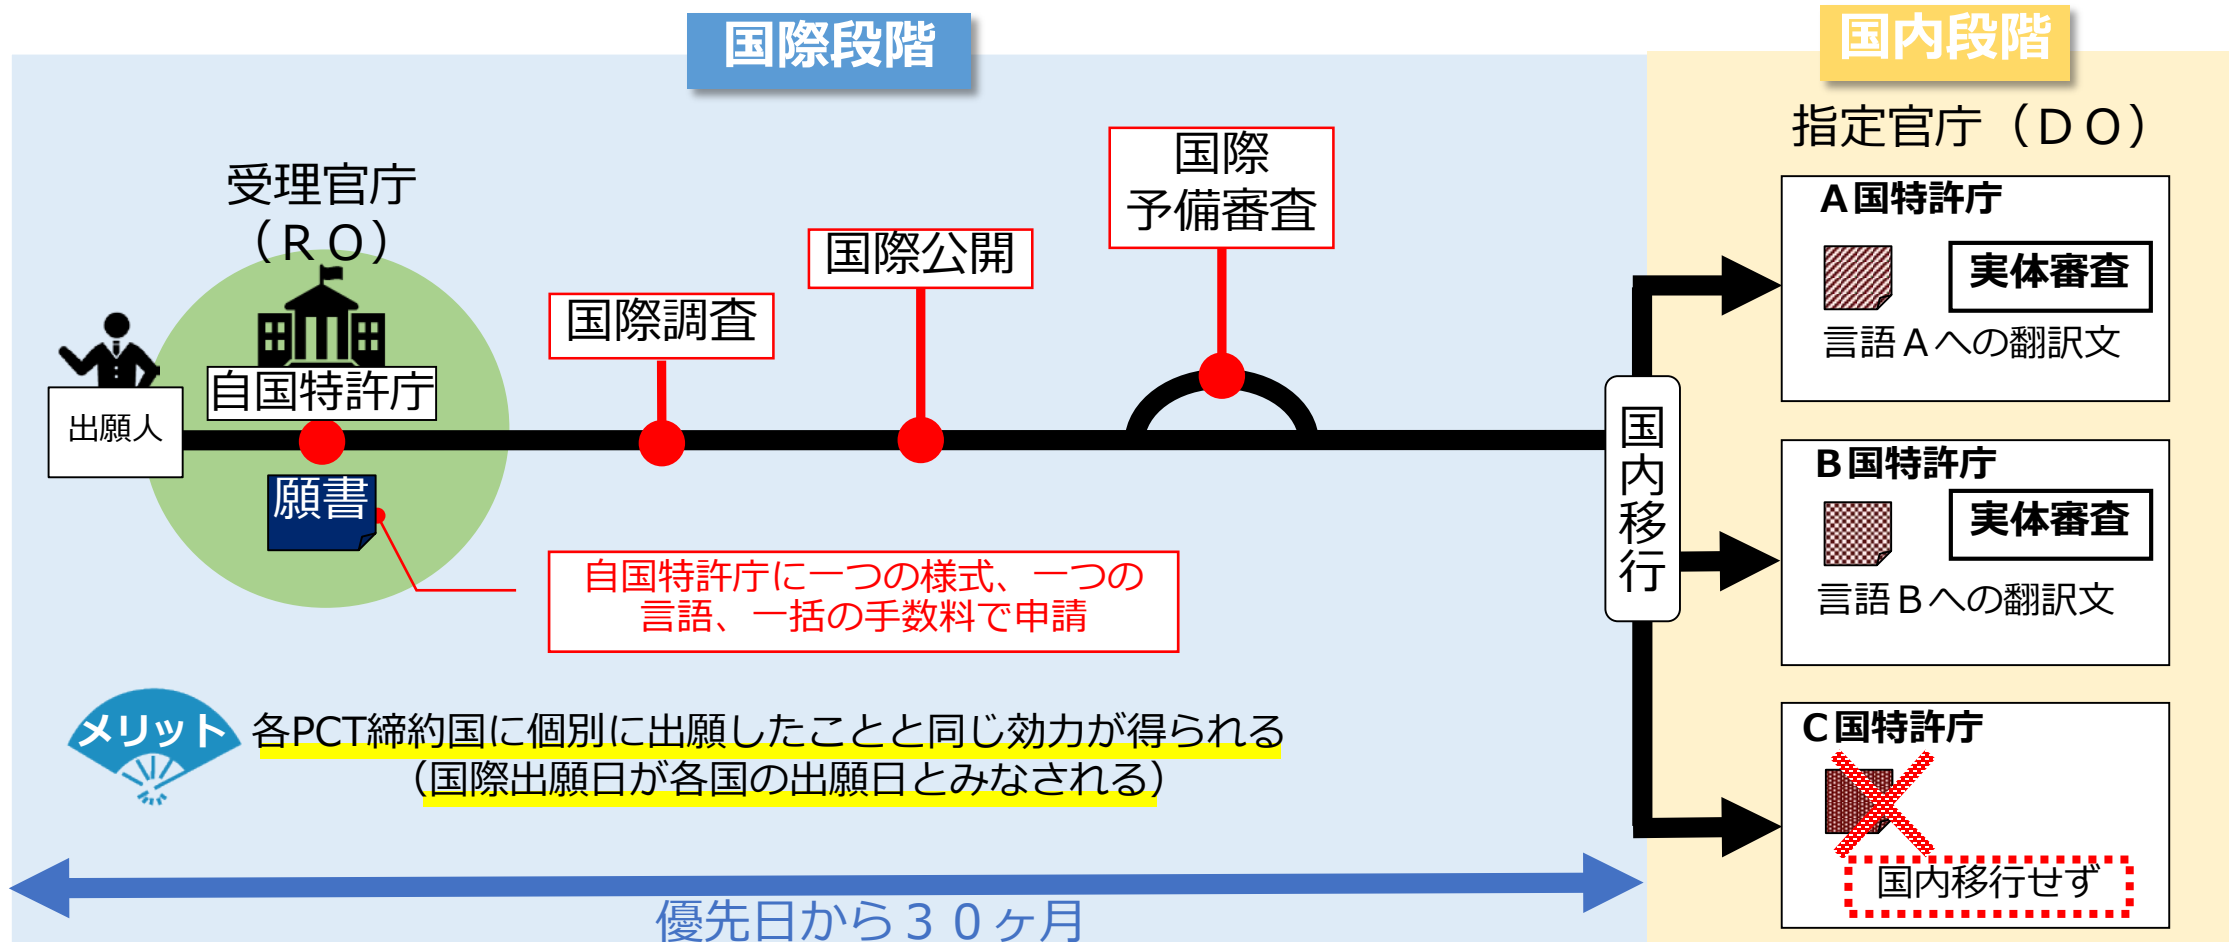 国際段階
国内段階
指定官庁（ＤＯ）
受理官庁
（ＲＯ）
自国特許庁
出願人
願書
国際調査
国際公開
国際
予備審査
自国特許庁に一つの様式、一つの
言語、一括の手数料で申請
国内移行
Ａ国特許庁
実体審査
言語Ａへの翻訳文
Ｂ国特許庁
実体審査
言語Ｂへの翻訳文
Ｃ国特許庁
国内移行せず
メリット
各PCT締約国に個別に出願したことと同じ効力が得られる
（国際出願日が各国の出願日とみなされる）
優先日から３０ヶ月